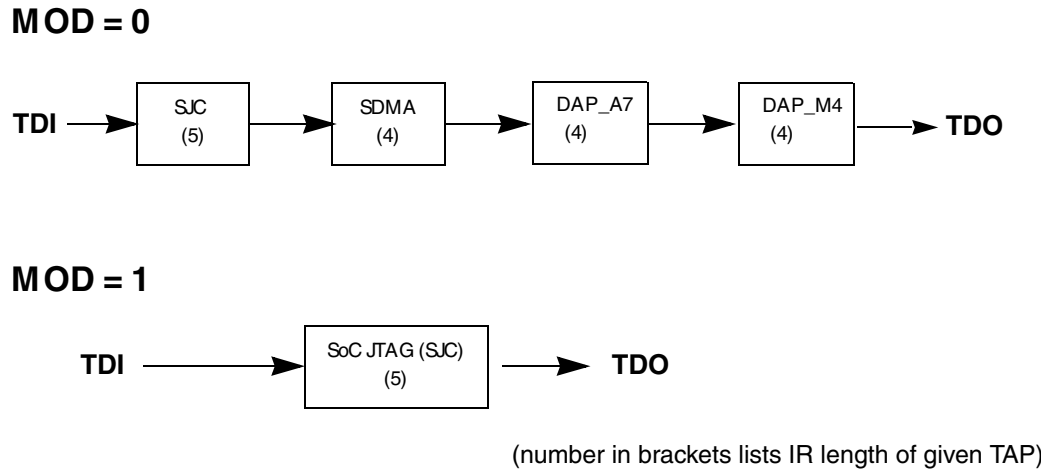 MOD = 0
TDI
SJC
(5)
SDMA
(4)
DAP_A7
(4)
DAP_M4
(4)
TDO
MOD = 1
TDI
SoC JTAG (SJC)
(5)
TDO
(number in brackets lists IR length of given TAP)